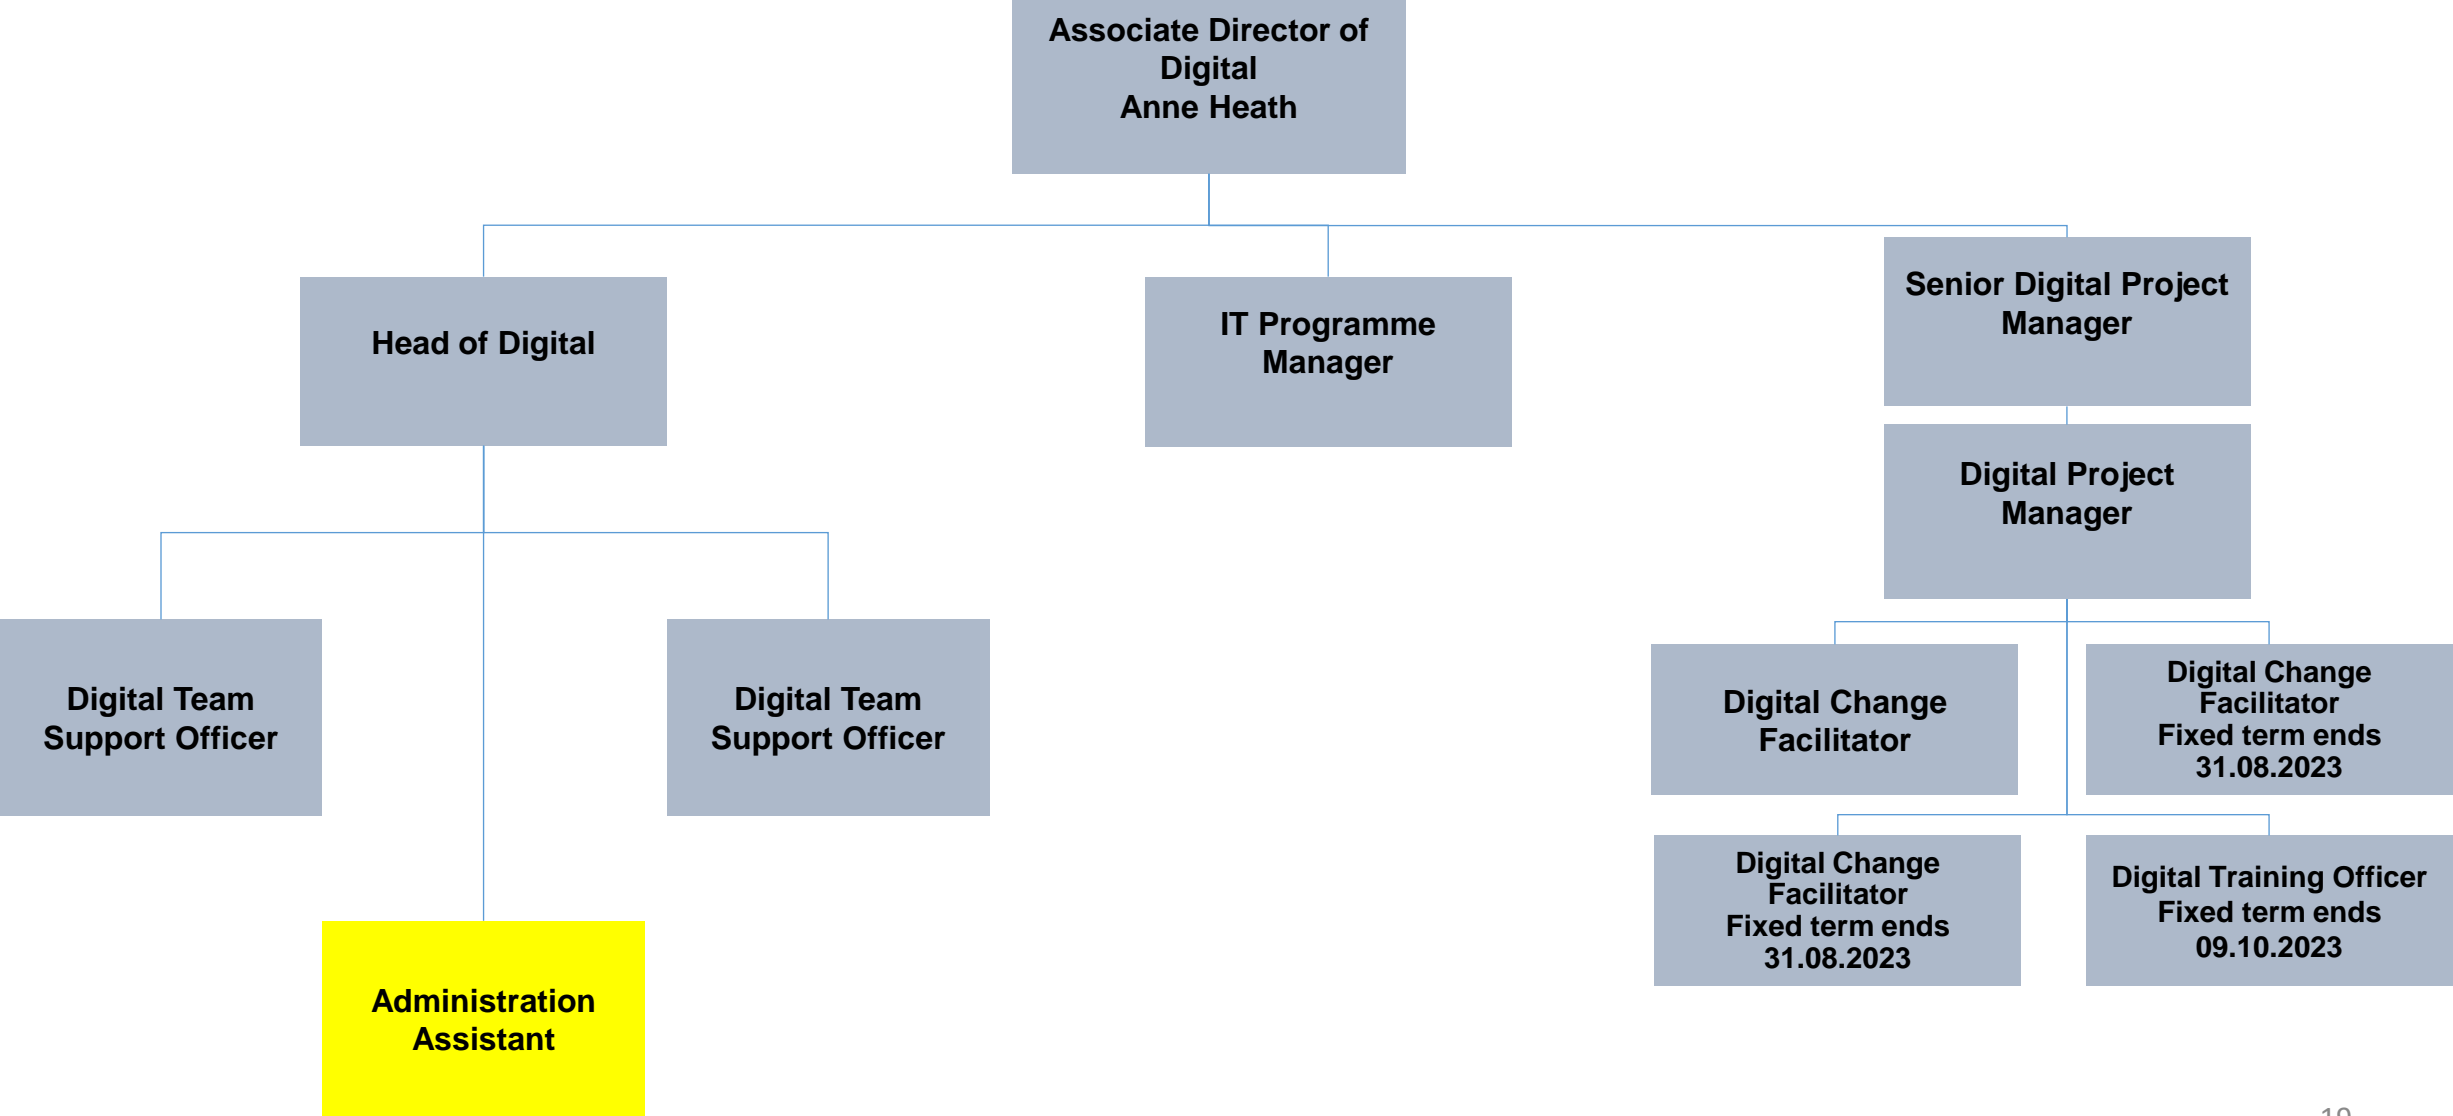 Associate Director of
Digital
Anne Heath
Head of Digital
IT Programme
Manager
Senior Digital Project
Manager
Digital Project
Manager
Digital Team
Support Officer
Digital Team
Support Officer
Digital Change
Facilitator
Digital Change
Facilitator
Fixed term ends
31.08.2023
Digital Change
Facilitator
Fixed term ends
31.08.2023
Digital Training Officer
Fixed term ends
09.10.2023
Administration
Assistant